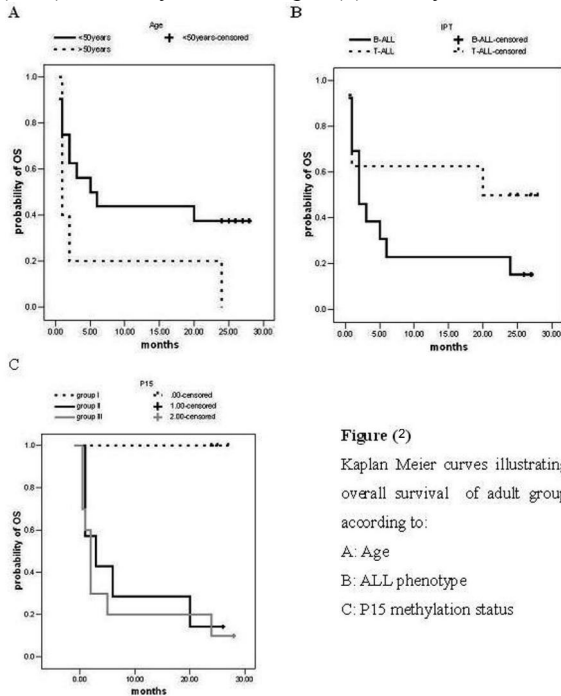 A
Age
<50years
>50years
<50years-censored
probability of OS
1.0
0.8
0.6
0.4
0.2
0.0
0.00 5.00 10.00 15.00 20.00 25.00 30.00
months
B
IPT
B-ALL
T-ALL
B-ALL-censored
T-ALL-censored
probability of OS
1.0
0.8
0.6
0.4
0.2
0.0
0.00 5.00 10.00 15.00 20.00 25.00 30.00
months
C
P15
group I
group II
group III
.00-censored
1.00-censored
2.00-censored
probability of OS
1.0
0.8
0.6
0.4
0.2
0.0
0.00 10.00 20.00 30.00
months
Figure (2)
Kaplan Meier curves illustrating
overall survival of adult group
according to:
A: Age
B: ALL phenotype
C: P15 methylation status